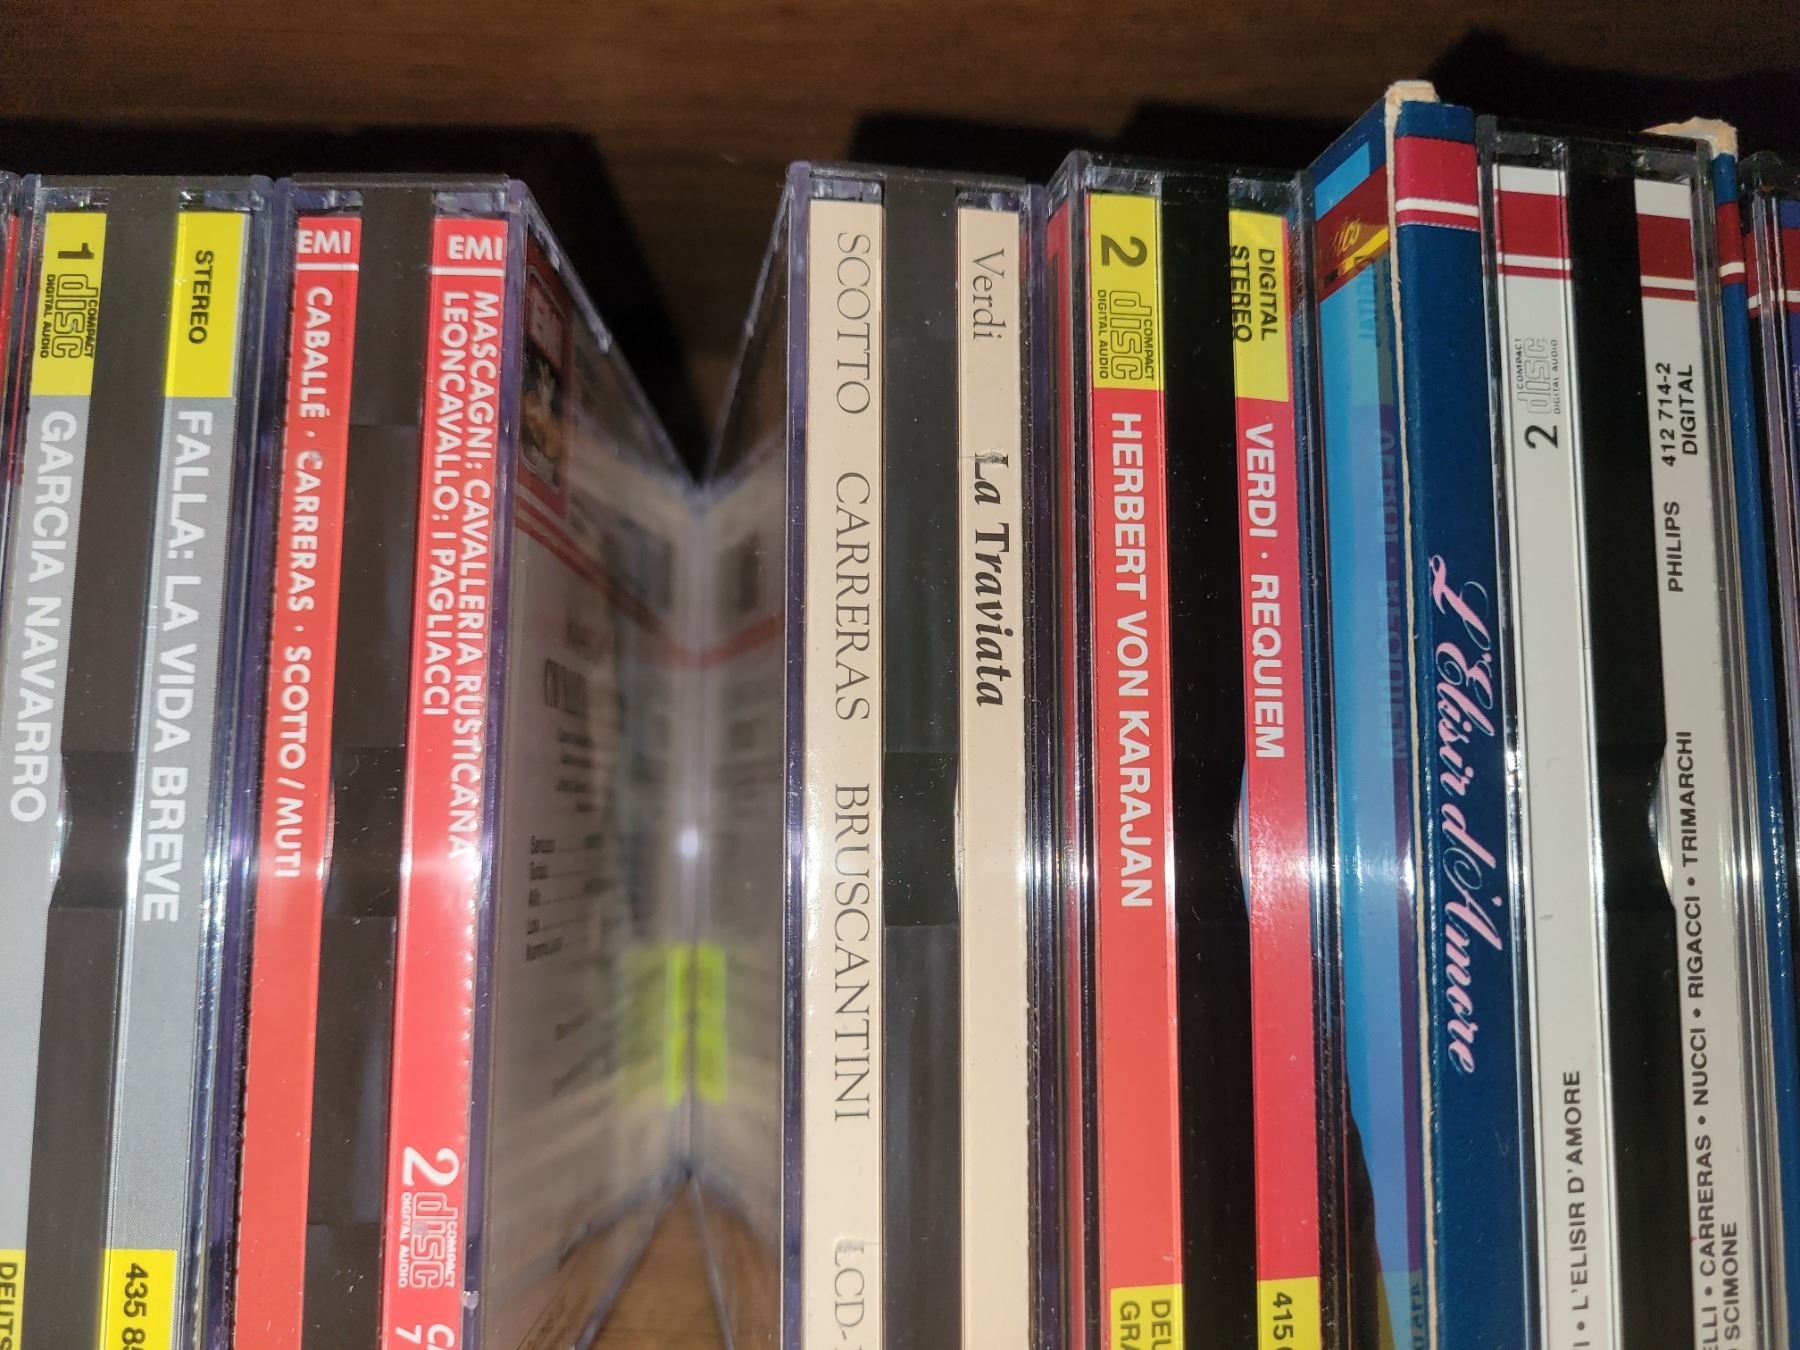 1
COMPACT
disc
DIGITAL AUDIO
GARCIA NAVARRO
STEREO
FALLA: LA VIDA BREVE
EMI
CABALLÉ · CARRERAS · SCOTTO / MUTI
EMI
MASCAGNI: CAVALLERIA RUSTICANA
LEONCAVALLO: I PAGLIACCI
2
COMPACT
disc
DIGITAL AUDIO
7
SCOTTO CARRERAS BRUSCANTINI LCD-
Verdi La Traviata
2
COMPACT
disc
DIGITAL AUDIO
HERBERT VON KARAJAN
DIGITAL
STEREO
VERDI · REQUIEM
415
L'Elisir d'Amore
COMPACT
disc
DIGITAL AUDIO
2
L'ELISIR D'AMORE
412 714-2
DIGITAL
PHILIPS
• CARRERAS • NUCCI • RIGACCI • TRIMARCHI
SCIMONE